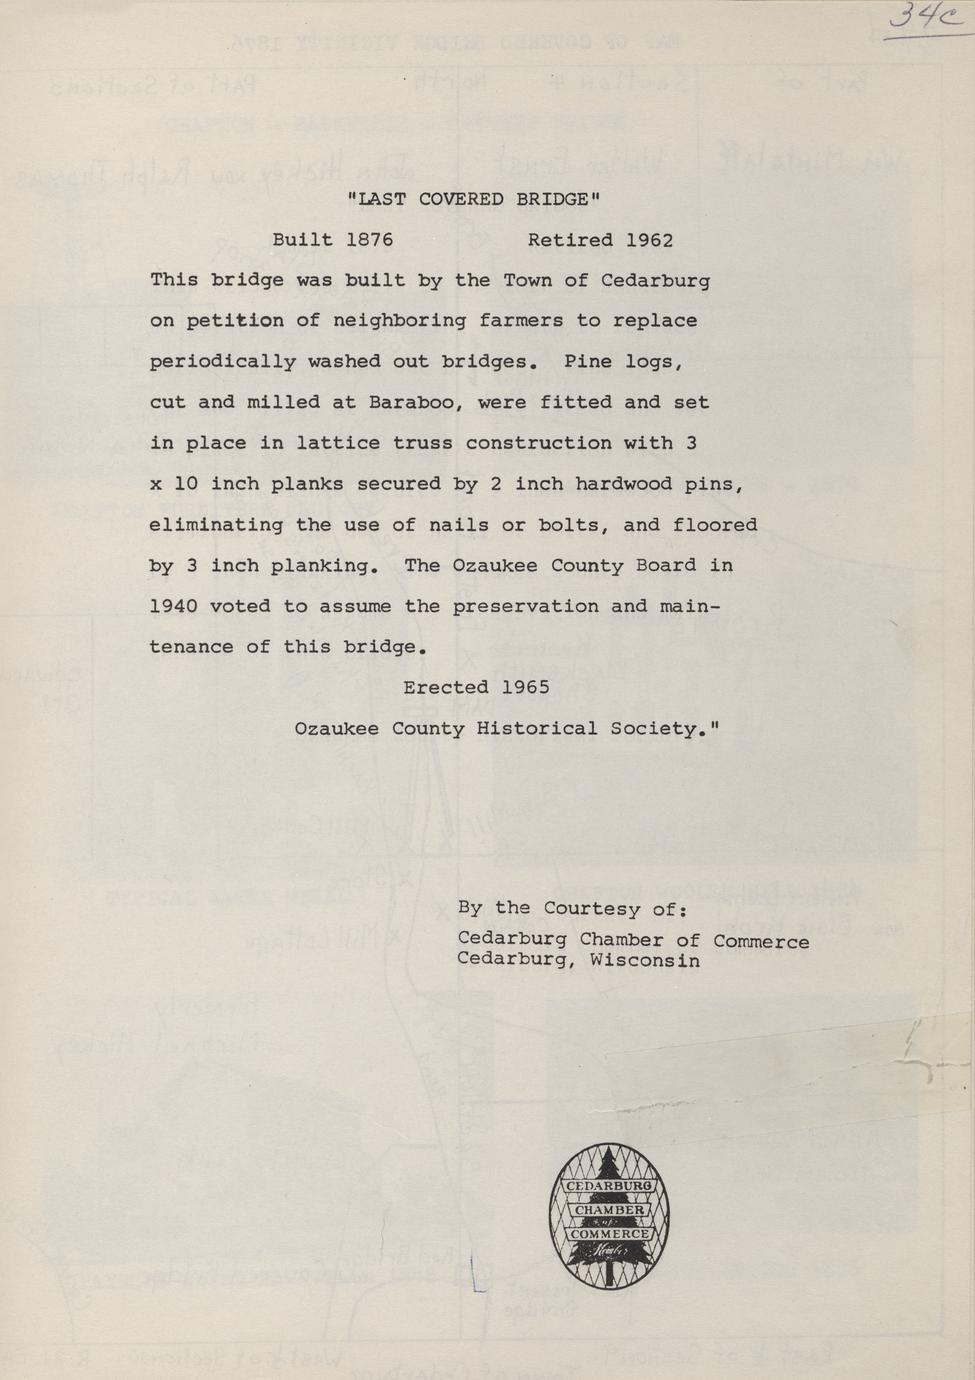 34c
"LAST COVERED BRIDGE"
Built 1876 Retired 1962
This bridge was built by the Town of Cedarburg
on petition of neighboring farmers to replace
periodically washed out bridges. Pine logs,
cut and milled at Baraboo, were fitted and set
in place in lattice truss construction with 3
x 10 inch planks secured by 2 inch hardwood pins,
eliminating the use of nails or bolts, and floored
by 3 inch planking. The Ozaukee County Board in
1940 voted to assume the preservation and main-
tenance of this bridge.
Erected 1965
Ozaukee County Historical Society."
By the Courtesy of:
Cedarburg Chamber of Commerce
Cedarburg, Wisconsin
CEDARBURG
CHAMBER
of
COMMERCE
Member